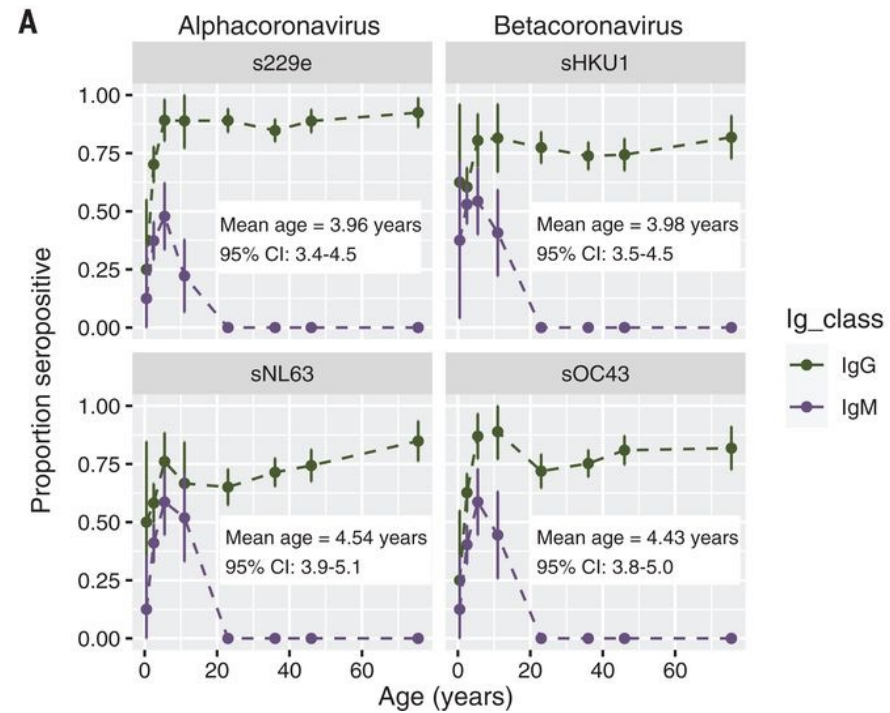 A
Alphacoronavirus
Betacoronavirus
s229e
sHKU1
1.00
0.75
0.50
0.25
0.00
Mean age = 3.96 years
95% CI: 3.4-4.5
Mean age = 3.98 years
95% CI: 3.5-4.5
sNL63
sOC43
1.00
0.75
0.50
0.25
0.00
Mean age = 4.54 years
95% CI: 3.9-5.1
Mean age = 4.43 years
95% CI: 3.8-5.0
0 20 40 60
0 20 40 60
Age (years)
Proportion seropositive
Ig_class
IgG
IgM